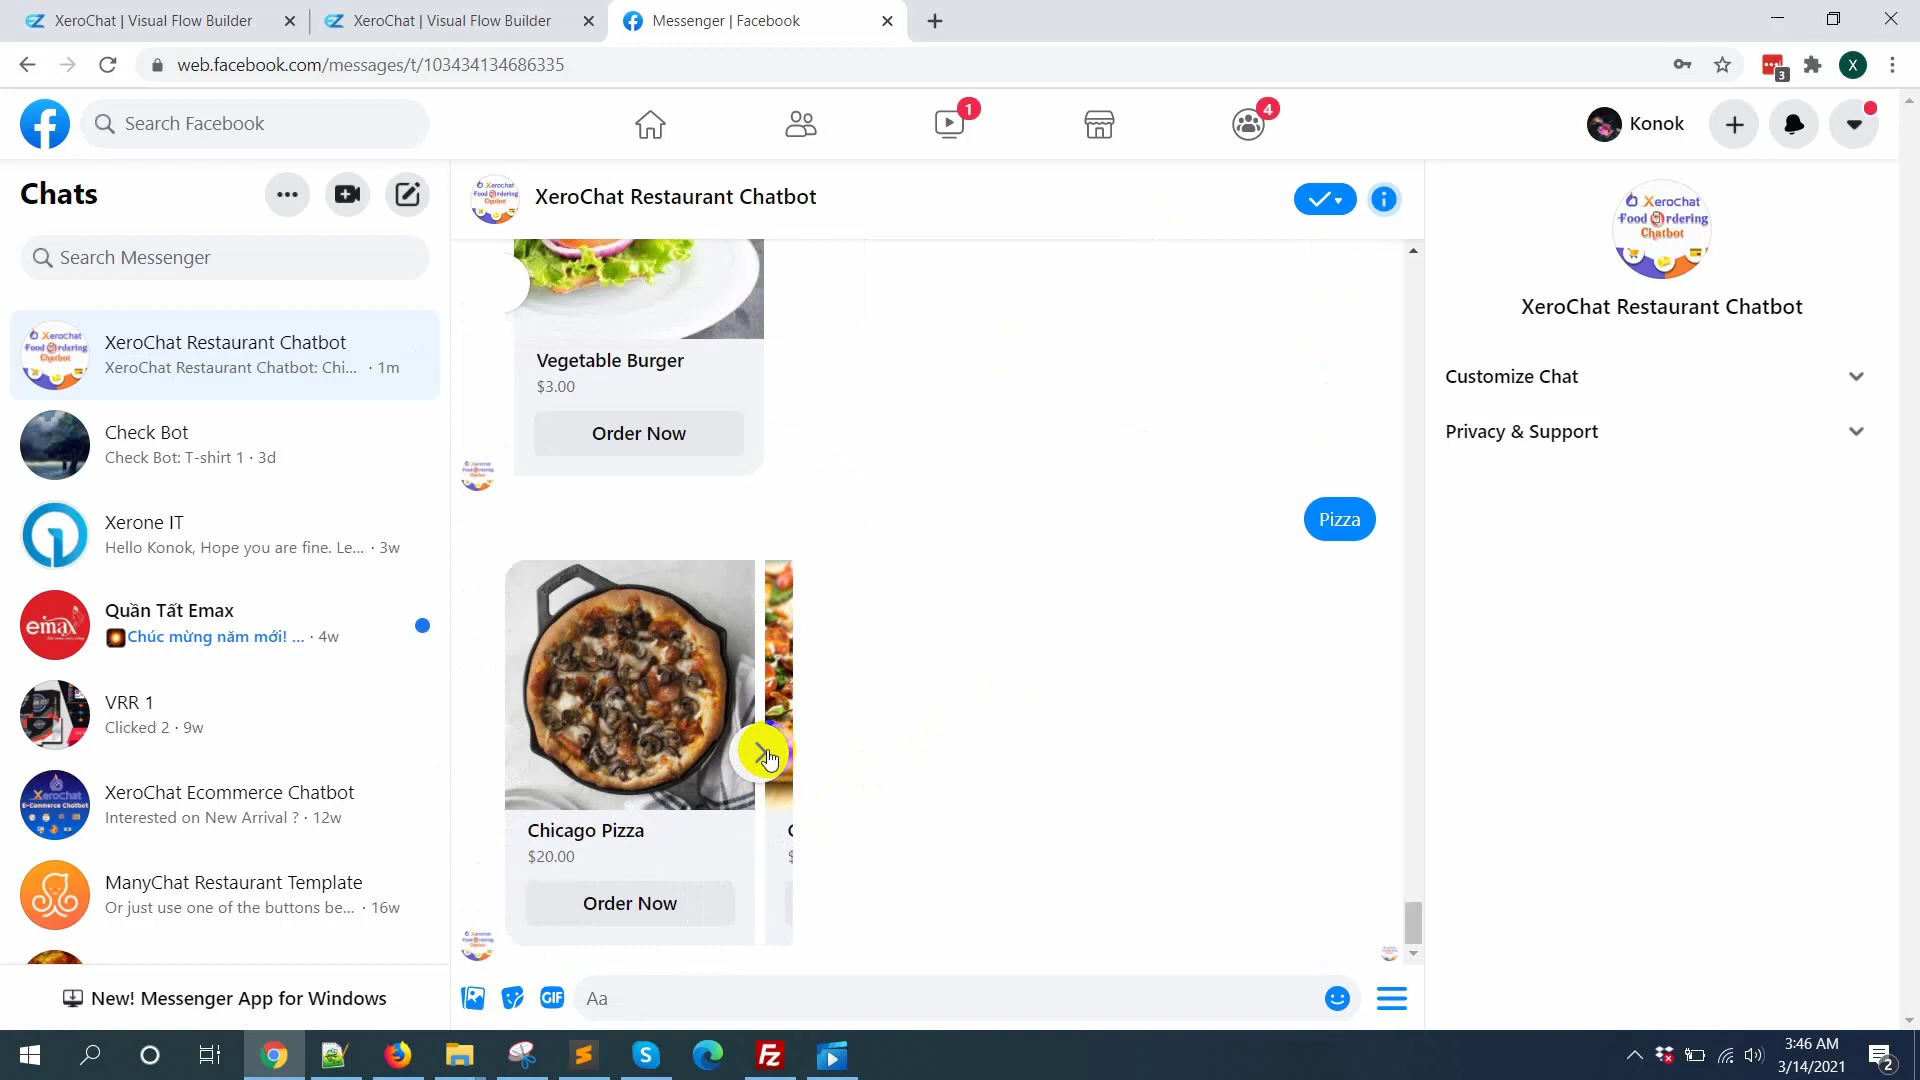 XeroChat | Visual Flow Builder
XeroChat | Visual Flow Builder
Messenger | Facebook
web.facebook.com/messages/t/103434134686335
3
X
Search Facebook
1
4
Konok
Chats
Search Messenger
XeroChat Restaurant Chatbot
XeroChat Restaurant Chatbot: Chi... · 1m
Check Bot
Check Bot: T-shirt 1 · 3d
Xerone IT
Hello Konok, Hope you are fine. Le... · 3w
emax
Quần Tất Emax
Chúc mừng năm mới! ... · 4w
VRR 1
Clicked 2 · 9w
XeroChat Ecommerce Chatbot
Interested on New Arrival ? · 12w
ManyChat Restaurant Template
Or just use one of the buttons be... · 16w
New! Messenger App for Windows
XeroChat Restaurant Chatbot
Vegetable Burger
$3.00
Order Now
Pizza
Chicago Pizza
$20.00
Order Now
GIF
Aa
Xerochat
Food Ordering
Chatbot
XeroChat Restaurant Chatbot
Customize Chat
Privacy & Support
3:46 AM
3/14/2021
2